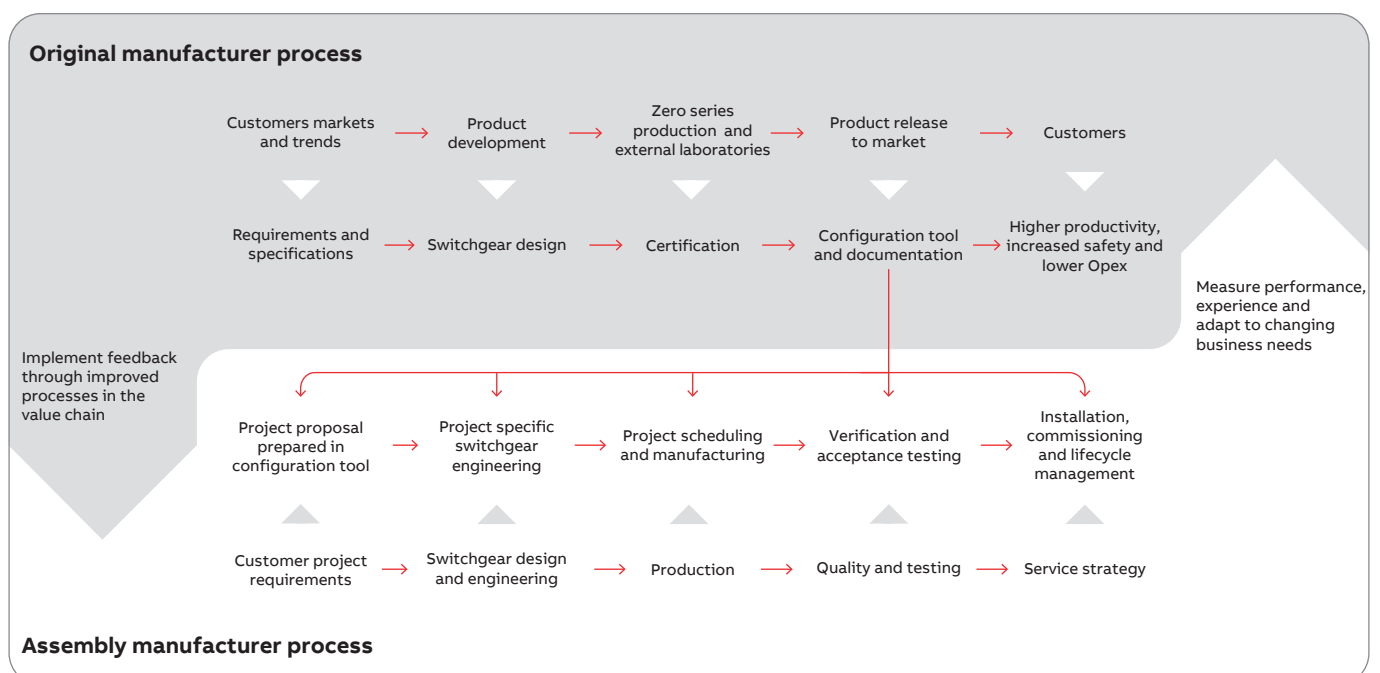 Original manufacturer process
Customers markets
and trends
Product
development
Zero series
production and
external laboratories
Product release
to market
Customers
Requirements and
specifications
Switchgear design
Certification
Configuration tool
and documentation
Higher productivity,
increased safety and
lower Opex
Measure performance,
experience and
adapt to changing
business needs
Implement feedback
through improved
processes in the
value chain
Project proposal
prepared in
configuration tool
Project specific
switchgear
engineering
Project scheduling
and manufacturing
Verification and
acceptance testing
Installation,
commissioning
and lifecycle
management
Customer project
requirements
Switchgear design
and engineering
Production
Quality and testing
Service strategy
Assembly manufacturer process